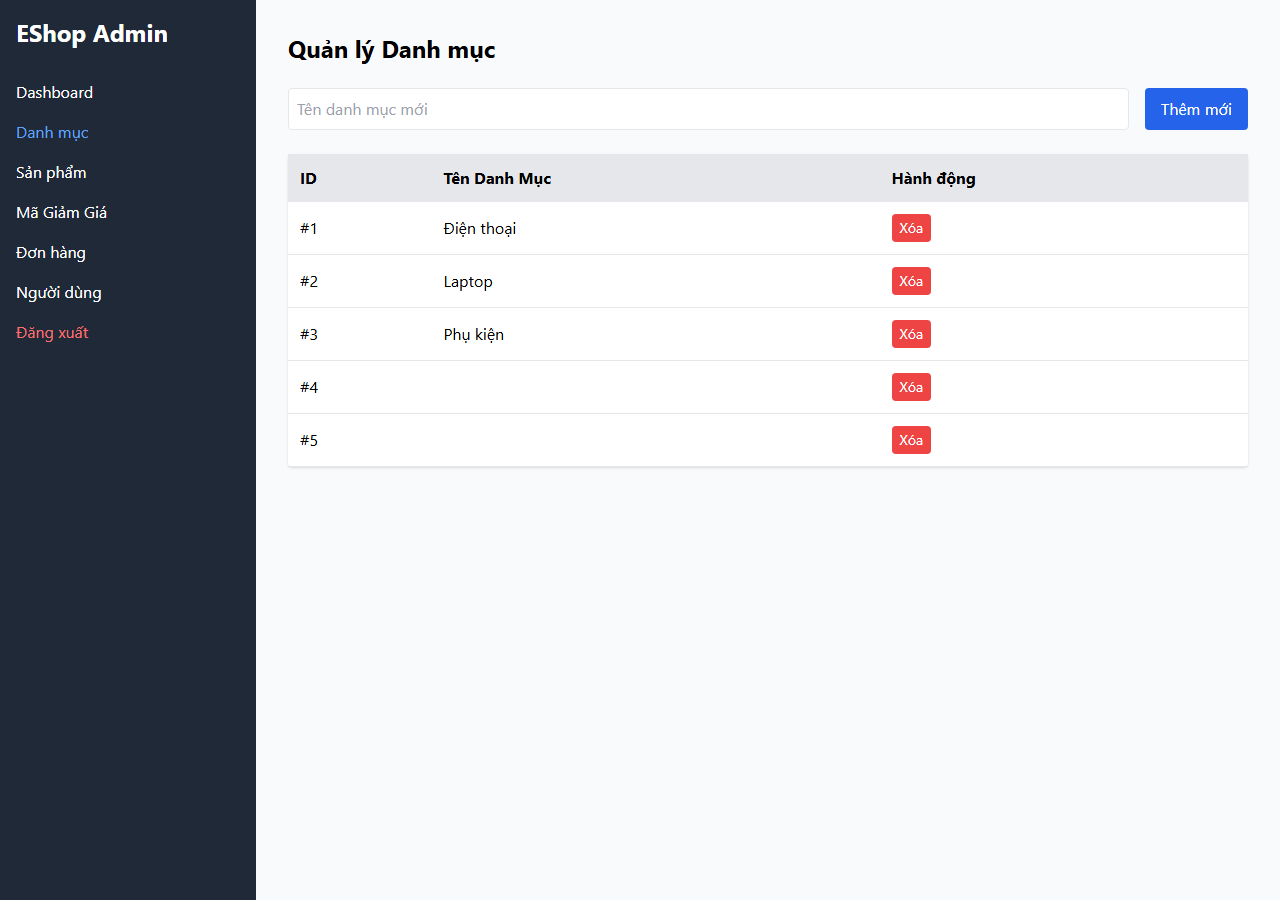 EShop Admin
Dashboard
Danh mục
Sản phẩm
Mã Giảm Giá
Đơn hàng
Người dùng
Đăng xuất
Quản lý Danh mục
Tên danh mục mới
Thêm mới
ID Tên Danh Mục Hành động
#1 Điện thoại Xóa
#2 Laptop Xóa
#3 Phụ kiện Xóa
#4 Xóa
#5 Xóa